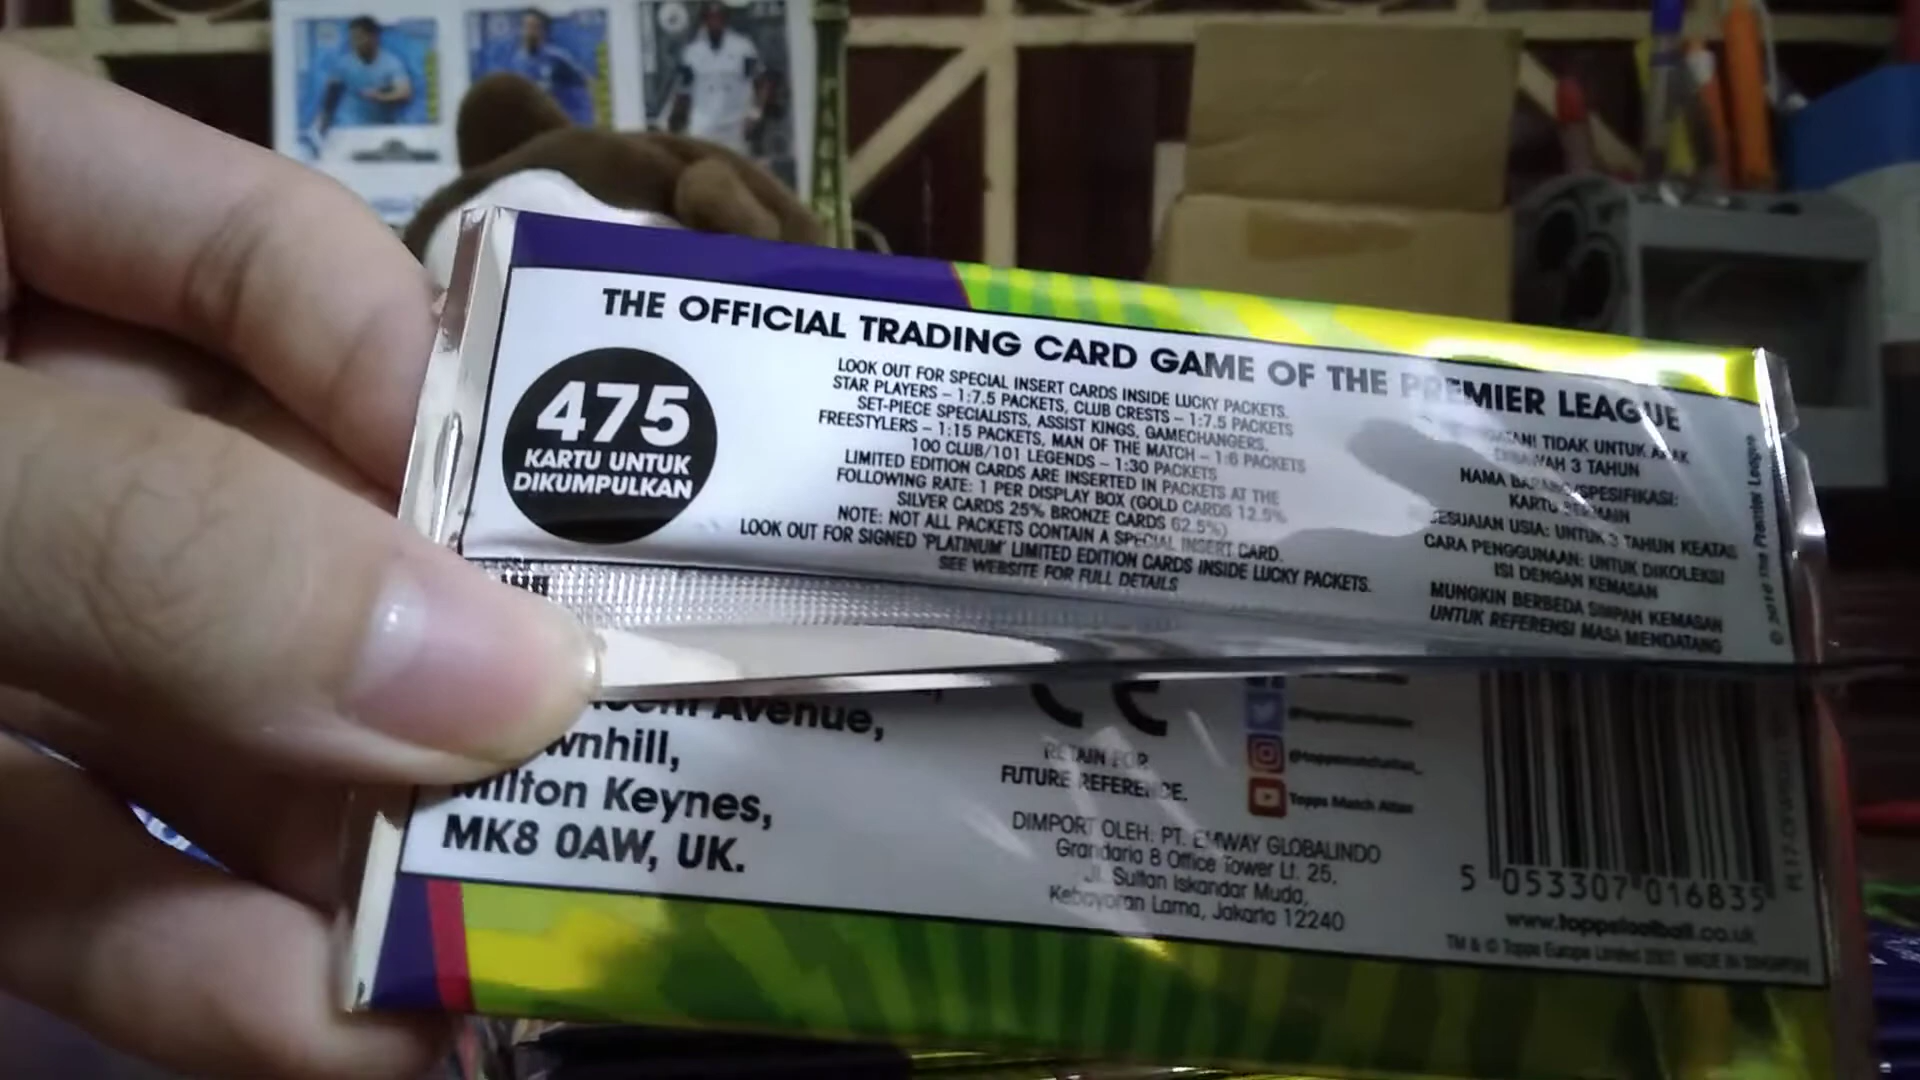 THE OFFICIAL TRADING CARD GAME OF THE PREMIER LEAGUE
475
KARTU UNTUK
DIKUMPULKAN
LOOK OUT FOR SPECIAL INSERT CARDS INSIDE LUCKY PACKETS.
STAR PLAYERS – 1:7.5 PACKETS, CLUB CRESTS – 1:7.5 PACKETS
SET-PIECE SPECIALISTS, ASSIST KINGS, GAMECHANGERS,
FREESTYLERS – 1:15 PACKETS, MAN OF THE MATCH – 1:6 PACKETS
100 CLUB/101 LEGENDS – 1:30 PACKETS
LIMITED EDITION CARDS ARE INSERTED IN PACKETS AT THE
FOLLOWING RATE: 1 PER DISPLAY BOX (GOLD CARDS 12.5%
SILVER CARDS 25% BRONZE CARDS 62.5%)
NOTE: NOT ALL PACKETS CONTAIN A SPECIAL INSERT CARD.
LOOK OUT FOR SIGNED 'PLATINUM' LIMITED EDITION CARDS INSIDE LUCKY PACKETS.
SEE WEBSITE FOR FULL DETAILS
TIDAK UNTUK ANAK
DIBAWAH 3 TAHUN
NAMA BARANG/SPESIFIKASI:
KARTU BERMAIN
USIA: UNTUK 3 TAHUN KEATAS
CARA PENGGUNAAN: UNTUK DIKOLEKSI
ISI DENGAN KEMASAN
MUNGKIN BERBEDA SIMPAH KEMASAN
UNTUK REFERENSI MASA MENDATANG
The Premier League
Avenue,
wnhill,
Milton Keynes,
MK8 0AW, UK.
CE
RETAIN FOR
FUTURE REFERENCE.
DIMPORT OLEH: PT. EMWAY GLOBALINDO
Grandaria 8 Office Tower Lt. 25,
Jl. Sultan Iskandar Muda,
Kebayoran Lama, Jakarta 12240
Topps Match Attax
5 053307 016835
www.toppsfootball.co.uk
TM & © Topps Europe Limited